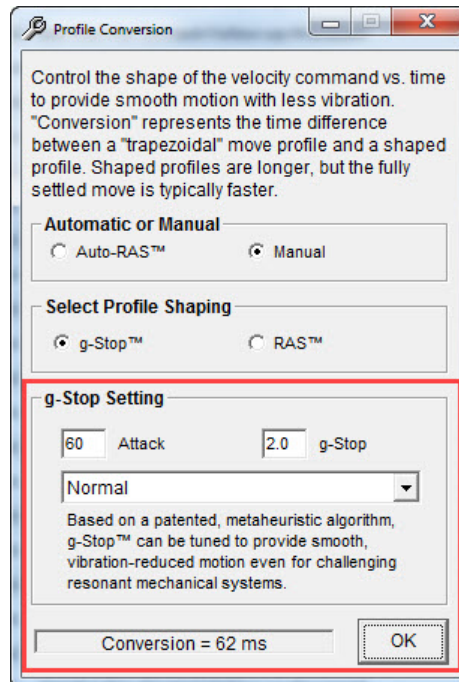 Profile Conversion
Control the shape of the velocity command vs. time
to provide smooth motion with less vibration.
"Conversion" represents the time difference
between a "trapezoidal" move profile and a shaped
profile. Shaped profiles are longer, but the fully
settled move is typically faster.
Automatic or Manual
Auto-RAS™ Manual
Select Profile Shaping
g-Stop™ RAS™
g-Stop Setting
60 Attack 2.0 g-Stop
Normal
Based on a patented, metaheuristic algorithm,
g-Stop™ can be tuned to provide smooth,
vibration-reduced motion even for challenging
resonant mechanical systems.
Conversion = 62 ms OK